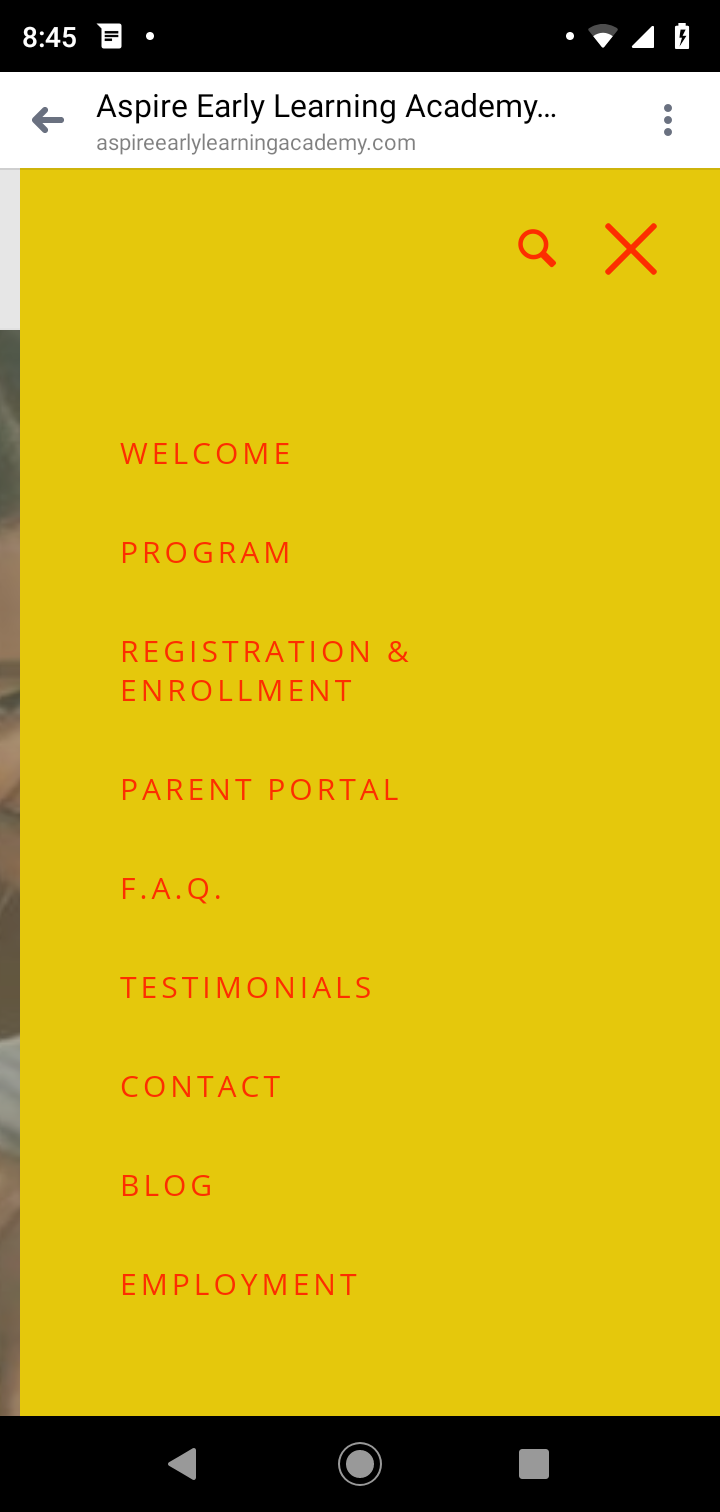 8:45
Aspire Early Learning Academy...
aspireearlylearningacademy.com
WELCOME
PROGRAM
REGISTRATION &
ENROLLMENT
PARENT PORTAL
F.A.Q.
TESTIMONIALS
CONTACT
BLOG
EMPLOYMENT